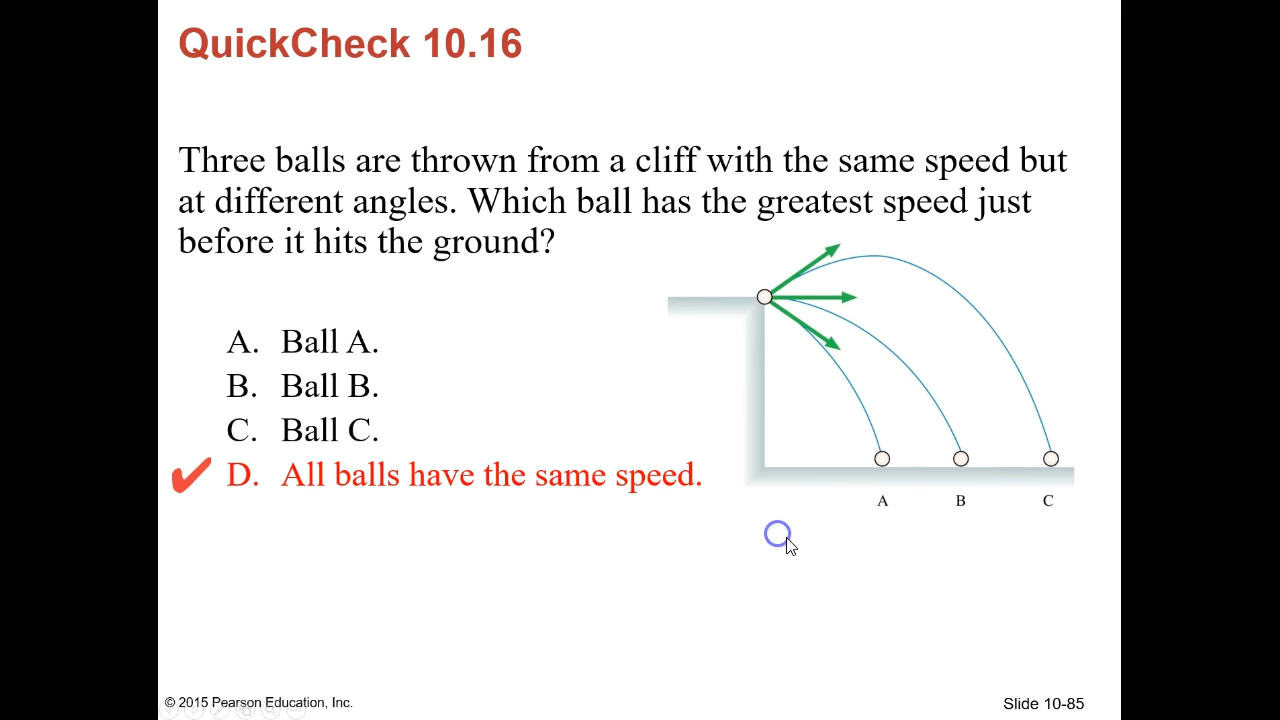 QuickCheck 10.16
Three balls are thrown from a cliff with the same speed but
at different angles. Which ball has the greatest speed just
before it hits the ground?
A. Ball A.
B. Ball B.
C. Ball C.
D. All balls have the same speed.
A B C
© 2015 Pearson Education, Inc.
Slide 10-85